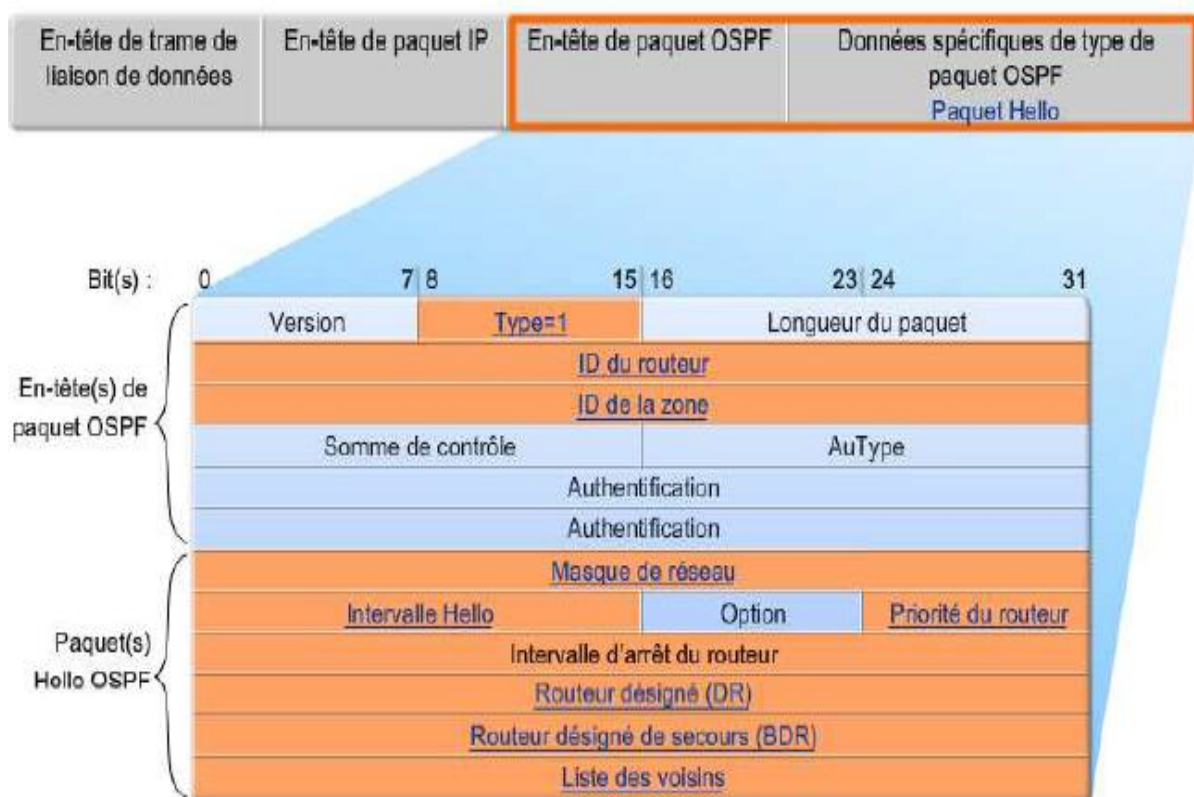 En-tête de trame de
liaison de données
En-tête de paquet IP
En-tête de paquet OSPF
Données spécifiques de type de
paquet OSPF
Paquet Hello
Bit(s) : 0 7 8 15 16 23 24 31
En-tête(s) de
paquet OSPF
Version Type=1 Longueur du paquet
ID du routeur
ID de la zone
Somme de contrôle AuType
Authentification
Authentification
Paquet(s)
Hello OSPF
Masque de réseau
Intervalle Hello Option Priorité du routeur
Intervalle d'arrêt du routeur
Routeur désigné (DR)
Routeur désigné de secours (BDR)
Liste des voisins